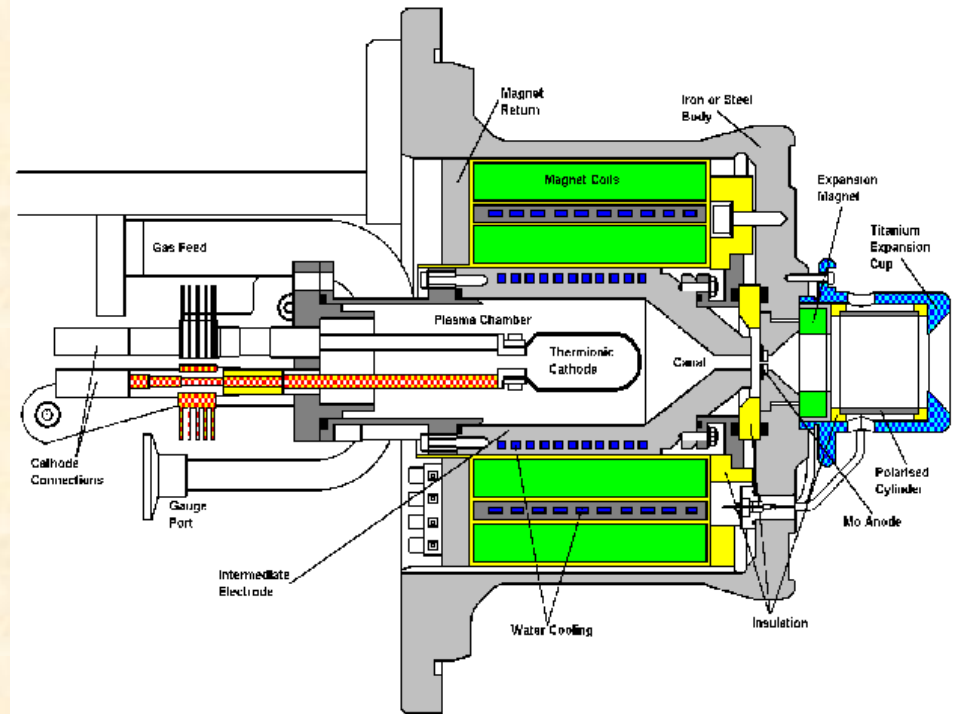 Magnet
Return
Iron or Steel
Body
Magnet Coils
Expansion
Magnet
Titanium
Expansion
Cup
Gas Feed
Plasma Chamber
Thermionic
Cathode
Canal
Cathode
Connections
Gauge
Port
Polarised
Cylinder
Mo Anode
Intermediate
Electrode
Water Cooling
Insulation